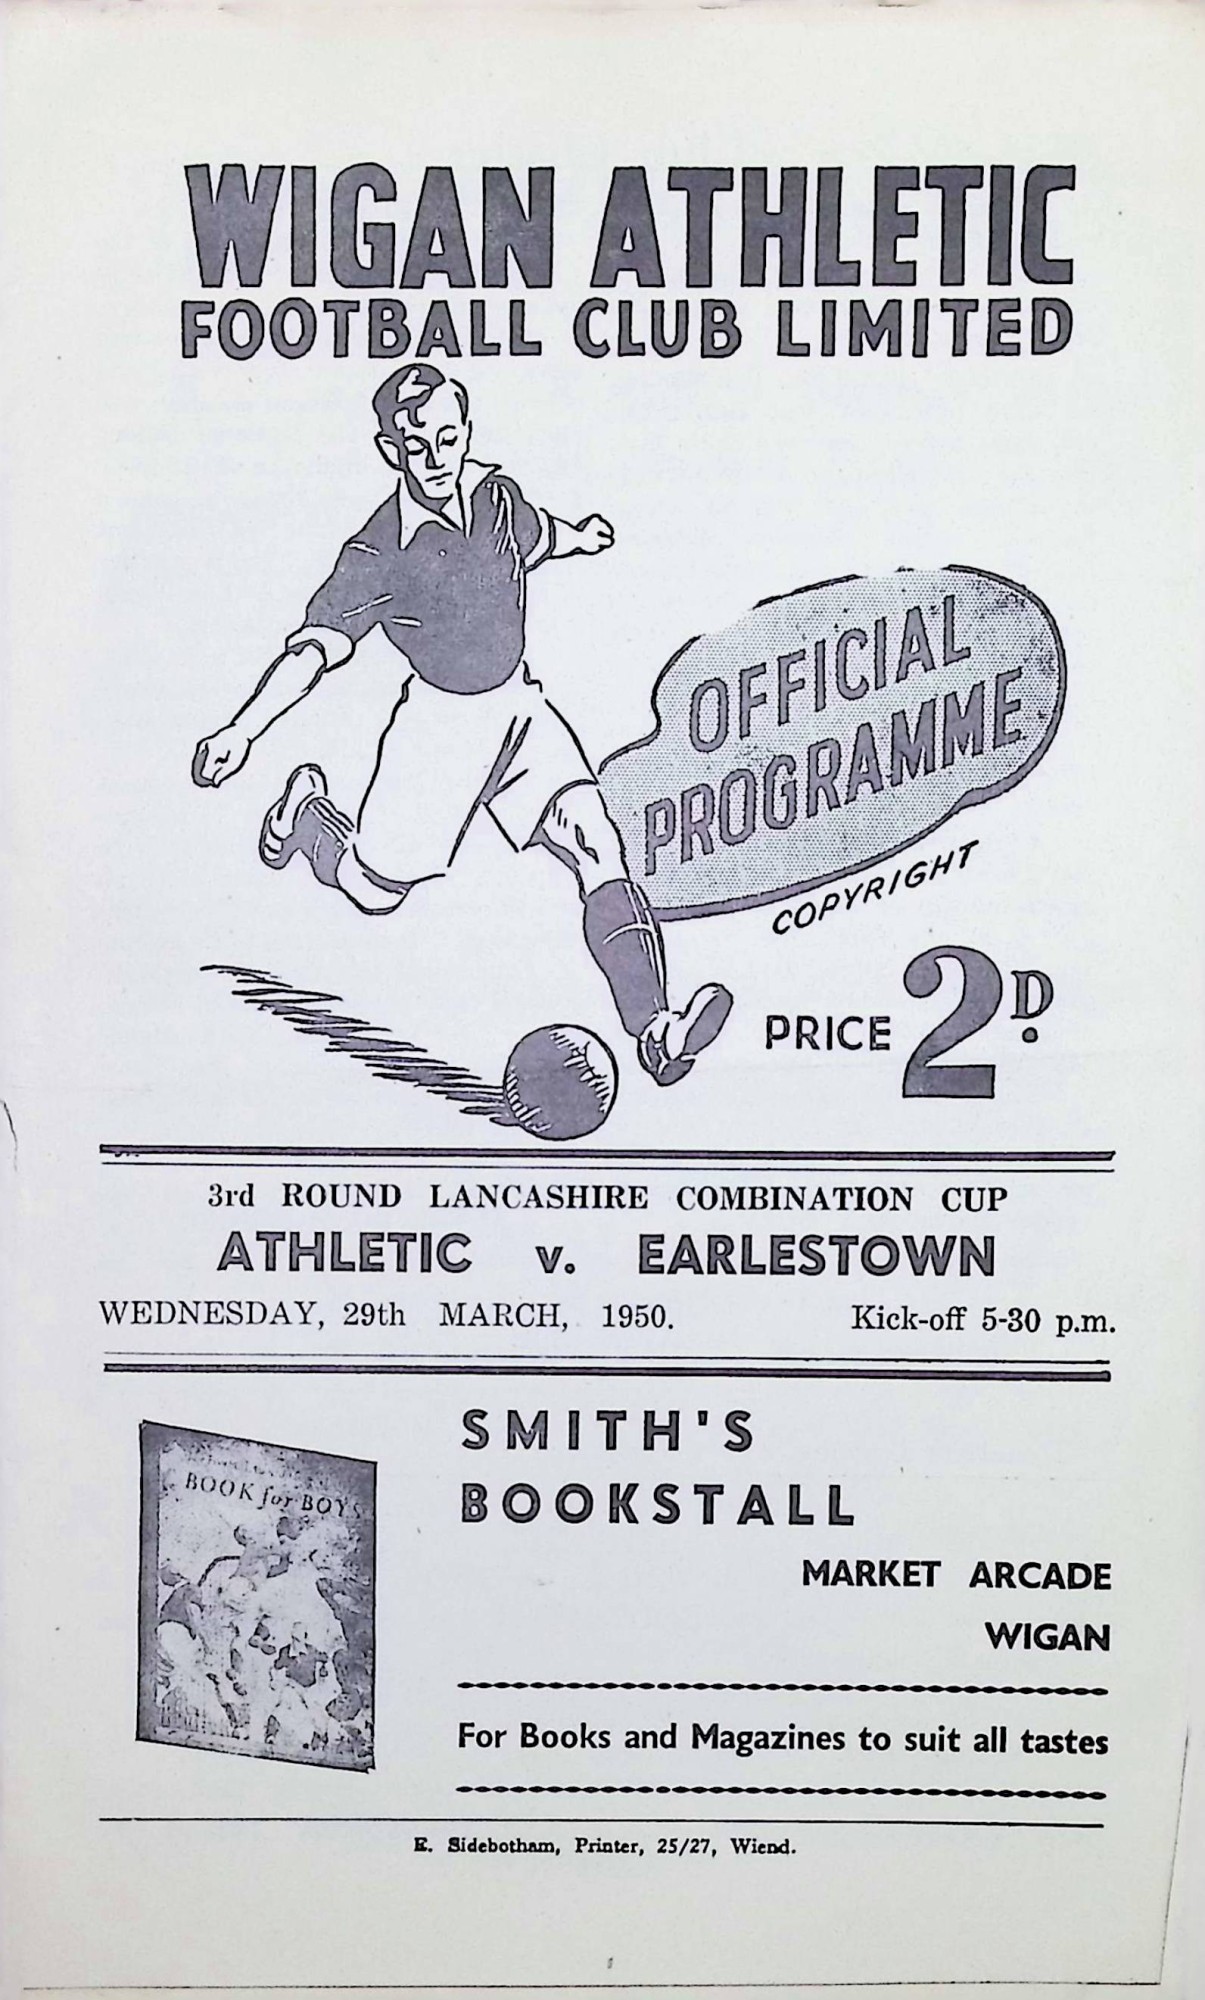 WIGAN ATHLETIC
FOOTBALL CLUB LIMITED
OFFICIAL
PROGRAMME
COPYRIGHT
PRICE 2D.
3rd ROUND LANCASHIRE COMBINATION CUP
ATHLETIC v. EARLESTOWN
WEDNESDAY, 29th MARCH, 1950. Kick-off 5-30 p.m.
BOOK for BOYS
SMITH'S
BOOKSTALL
MARKET ARCADE
WIGAN
For Books and Magazines to suit all tastes
E. Sidebotham, Printer, 25/27, Wiend.